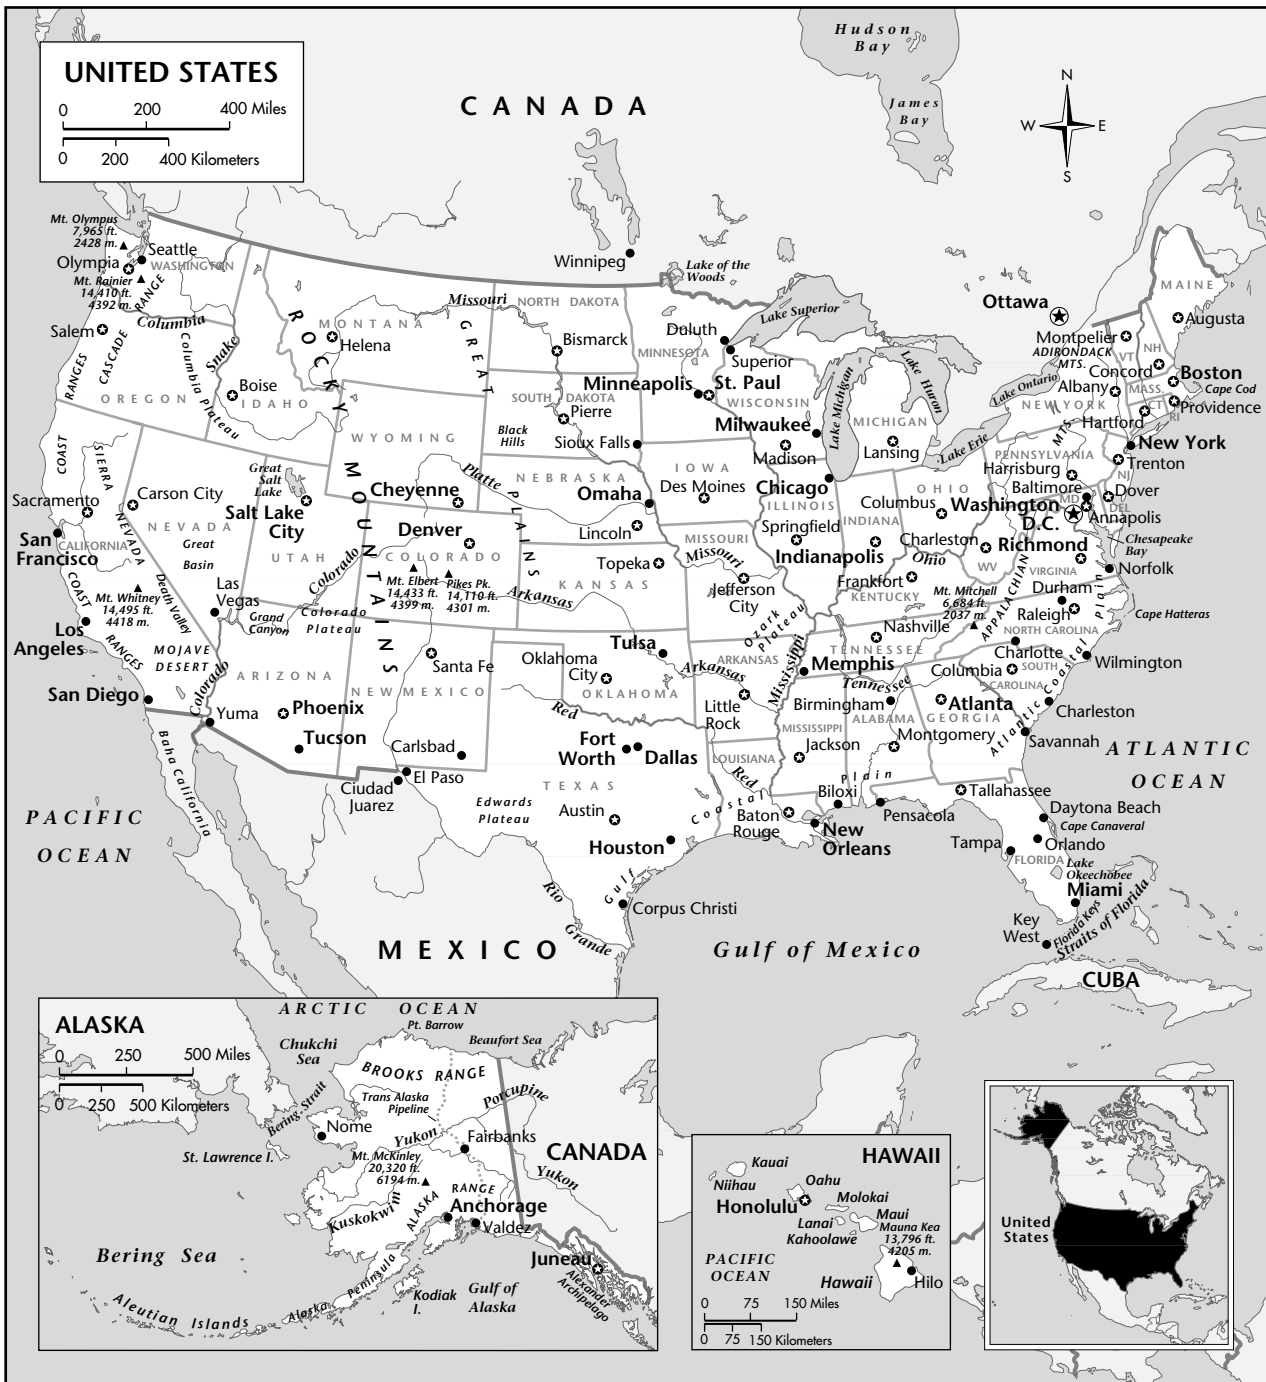 UNITED STATES
0 200 400 Miles
0 200 400 Kilometers
CANADA
Hudson
Bay
James
Bay
N
W E
S
Mt. Olympus
7,965 ft.
2428 m.
Seattle
Olympia
WASHINGTON
Mt. Rainier
14,410 ft.
4392 m.
Winnipeg
Lake of the
Woods
Ottawa
MAINE
Augusta
Montpelier
ADIRONDACK
MTS.
VT
NH
Concord
Boston
Cape Cod
Albany
MASS.
NEW YORK
CT
RI
Providence
Hartford
Salem
Columbia
CASCADE RANGE
COAST RANGES
Columbia Plateau
Snake
OREGON
Boise
IDAHO
ROCKY MOUNTAINS
MONTANA
Helena
Missouri
GREAT PLAINS
NORTH DAKOTA
Bismarck
Duluth
Superior
Lake Superior
MINNESOTA
Minneapolis
St. Paul
WISCONSIN
Milwaukee
Madison
Lake Michigan
Lake Huron
MICHIGAN
Lansing
Lake Ontario
Lake Erie
SOUTH DAKOTA
Pierre
Black
Hills
Sioux Falls
WYOMING
Cheyenne
Platte
NEBRASKA
Omaha
Lincoln
IOWA
Des Moines
Chicago
ILLINOIS
Springfield
INDIANA
Indianapolis
OHIO
Columbus
PENNSYLVANIA
Harrisburg
MTS.
New York
Trenton
NJ
Baltimore
MD
Dover
DEL
Washington
D.C.
Annapolis
Chesapeake
Bay
Charleston
WV
Richmond
VIRGINIA
Norfolk
SIERRA NEVADA
Sacramento
Carson City
NEVADA
Great
Basin
Great
Salt
Lake
Salt Lake
City
UTAH
San
Francisco
CALIFORNIA
COAST RANGES
Mt. Whitney
14,495 ft.
4418 m.
Death Valley
Las
Vegas
Grand
Canyon
Colorado
Plateau
Colorado
Denver
COLORADO
Mt. Elbert
14,433 ft.
4399 m.
Pikes Pk.
14,110 ft.
4301 m.
KANSAS
Topeka
Arkansas
MISSOURI
Missouri
Jefferson
City
Ozark
Plateau
Ohio
Frankfort
KENTUCKY
Mt. Mitchell
6,684 ft.
2037 m.
APPALACHIAN
Durham
Raleigh
NORTH CAROLINA
Cape Hatteras
Charlotte
Wilmington
Los
Angeles
MOJAVE
DESERT
San Diego
Colorado
Yuma
ARIZONA
Phoenix
Tucson
NEW MEXICO
Santa Fe
Carlsbad
El Paso
Ciudad
Juarez
Oklahoma
City
OKLAHOMA
Tulsa
Arkansas
ARKANSAS
Little
Rock
Red
Mississippi
Memphis
Nashville
TENNESSEE
Tennessee
Birmingham
ALABAMA
Montgomery
MISSISSIPPI
Jackson
Columbia
SOUTH
CAROLINA
Atlanta
GEORGIA
Charleston
Savannah
Atlantic Coastal Plain
ATLANTIC
OCEAN
Baha California
PACIFIC
OCEAN
Fort
Worth
Dallas
TEXAS
Edwards
Plateau
Austin
Houston
LOUISIANA
Red
Baton
Rouge
New
Orleans
Biloxi
Pensacola
Gulf Coastal Plain
Tallahassee
Daytona Beach
Cape Canaveral
Orlando
Tampa
FLORIDA
Lake
Okeechobee
Miami
Key
West
Florida Keys
Straits of Florida
Rio Grande
Corpus Christi
MEXICO
Gulf of Mexico
CUBA
ALASKA
0 250 500 Miles
0 250 500 Kilometers
ARCTIC OCEAN
Pt. Barrow
Chukchi
Sea
Beaufort Sea
BROOKS RANGE
Trans Alaska
Pipeline
Porcupine
Bering Strait
Nome
Yukon
Fairbanks
CANADA
Yukon
St. Lawrence I.
Mt. McKinley
20,320 ft.
6194 m.
ALASKA RANGE
Kuskokwim
Anchorage
Valdez
Juneau
Alexander
Archipelago
Bering Sea
Alaska Peninsula
Kodiak
I.
Gulf of
Alaska
Aleutian Islands
HAWAII
Kauai
Niihau
Oahu
Honolulu
Molokai
Lanai
Maui
Kahoolawe
Mauna Kea
13,796 ft.
4205 m.
PACIFIC
OCEAN
Hawaii
Hilo
0 75 150 Miles
0 75 150 Kilometers
United
States